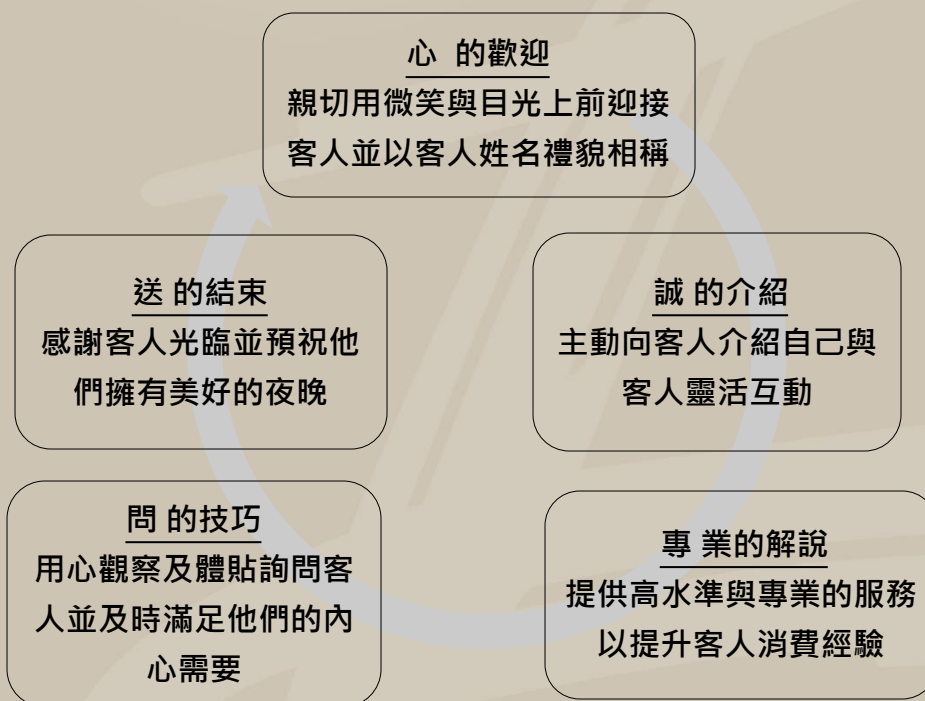 心 的歡迎
親切用微笑與目光上前迎接
客人並以客人姓名禮貌相稱
誠 的介紹
主動向客人介紹自己與
客人靈活互動
專 業的解說
提供高水準與專業的服務
以提升客人消費經驗
問 的技巧
用心觀察及體貼詢問客
人並及時滿足他們的內
心需要
送 的結束
感謝客人光臨並預祝他
們擁有美好的夜晚